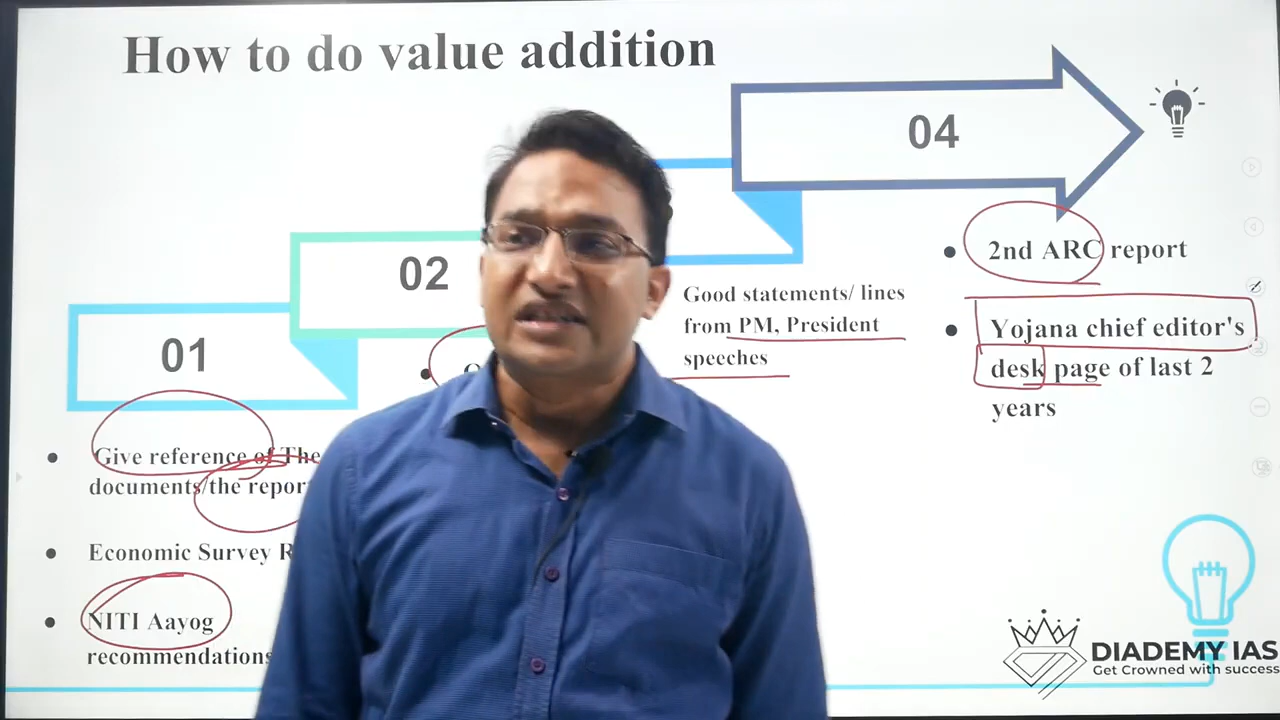 How to do value addition
01
Give reference of The
documents/the repor
Economic Survey
NITI Aayog
recommendations
02
Good statements/ lines
from PM, President
speeches
04
2nd ARC report
Yojana chief editor's
desk page of last 2
years
DIADEMY IAS
Get Crowned with success